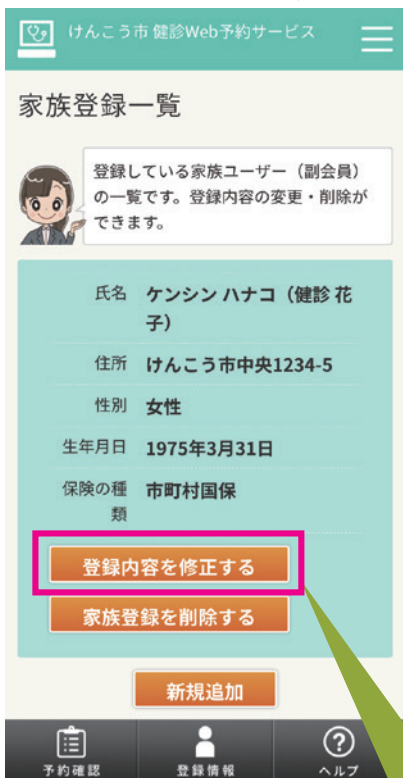 けんこう市 健診Web予約サービス
家族登録一覧
登録している家族ユーザー（副会員）
の一覧です。登録内容の変更・削除が
できます。
氏名 ケンシン ハナコ（健診 花
子）
住所 けんこう市中央1234-5
性別 女性
生年月日 1975年3月31日
保険の種 市町村国保
類
登録内容を修正する
家族登録を削除する
新規追加
予約確認 登録情報 ヘルプ